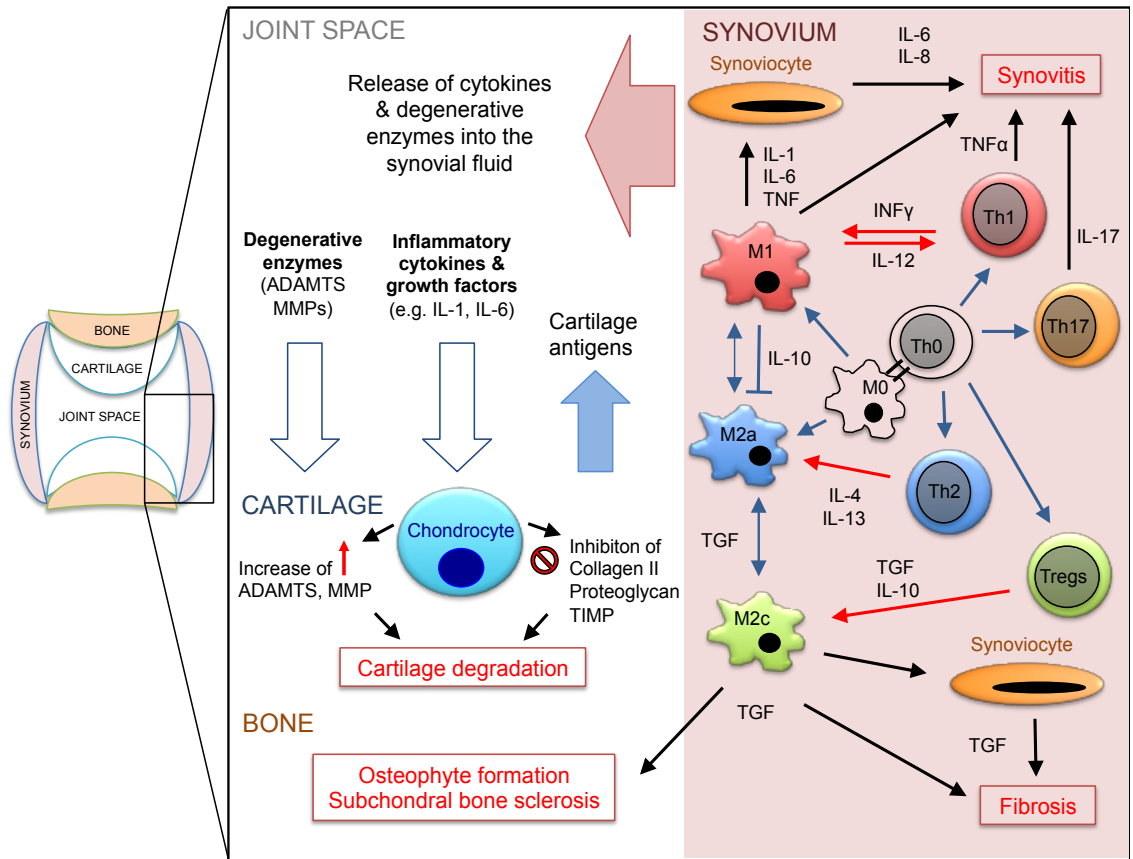 JOINT SPACE
Release of cytokines
& degenerative
enzymes into the
synovial fluid
Degenerative
enzymes
(ADAMTS
MMPs)
Inflammatory
cytokines &
growth factors
(e.g. IL-1, IL-6)
Cartilage
antigens
BONE
CARTILAGE
JOINT SPACE
SYNOVIUM
CARTILAGE
Chondrocyte
Increase of
ADAMTS, MMP
Inhibiton of
Collagen II
Proteoglycan
TIMP
Cartilage degradation
BONE
Osteophyte formation
Subchondral bone sclerosis
SYNOVIUM
Synoviocyte
IL-6
IL-8
Synovitis
IL-1
IL-6
TNF
TNFα
Th1
INFγ
IL-12
M1
IL-17
Th17
Th0
M0
IL-10
M2a
Th2
IL-4
IL-13
TGF
TGF
IL-10
Tregs
M2c
Synoviocyte
TGF
TGF
Fibrosis